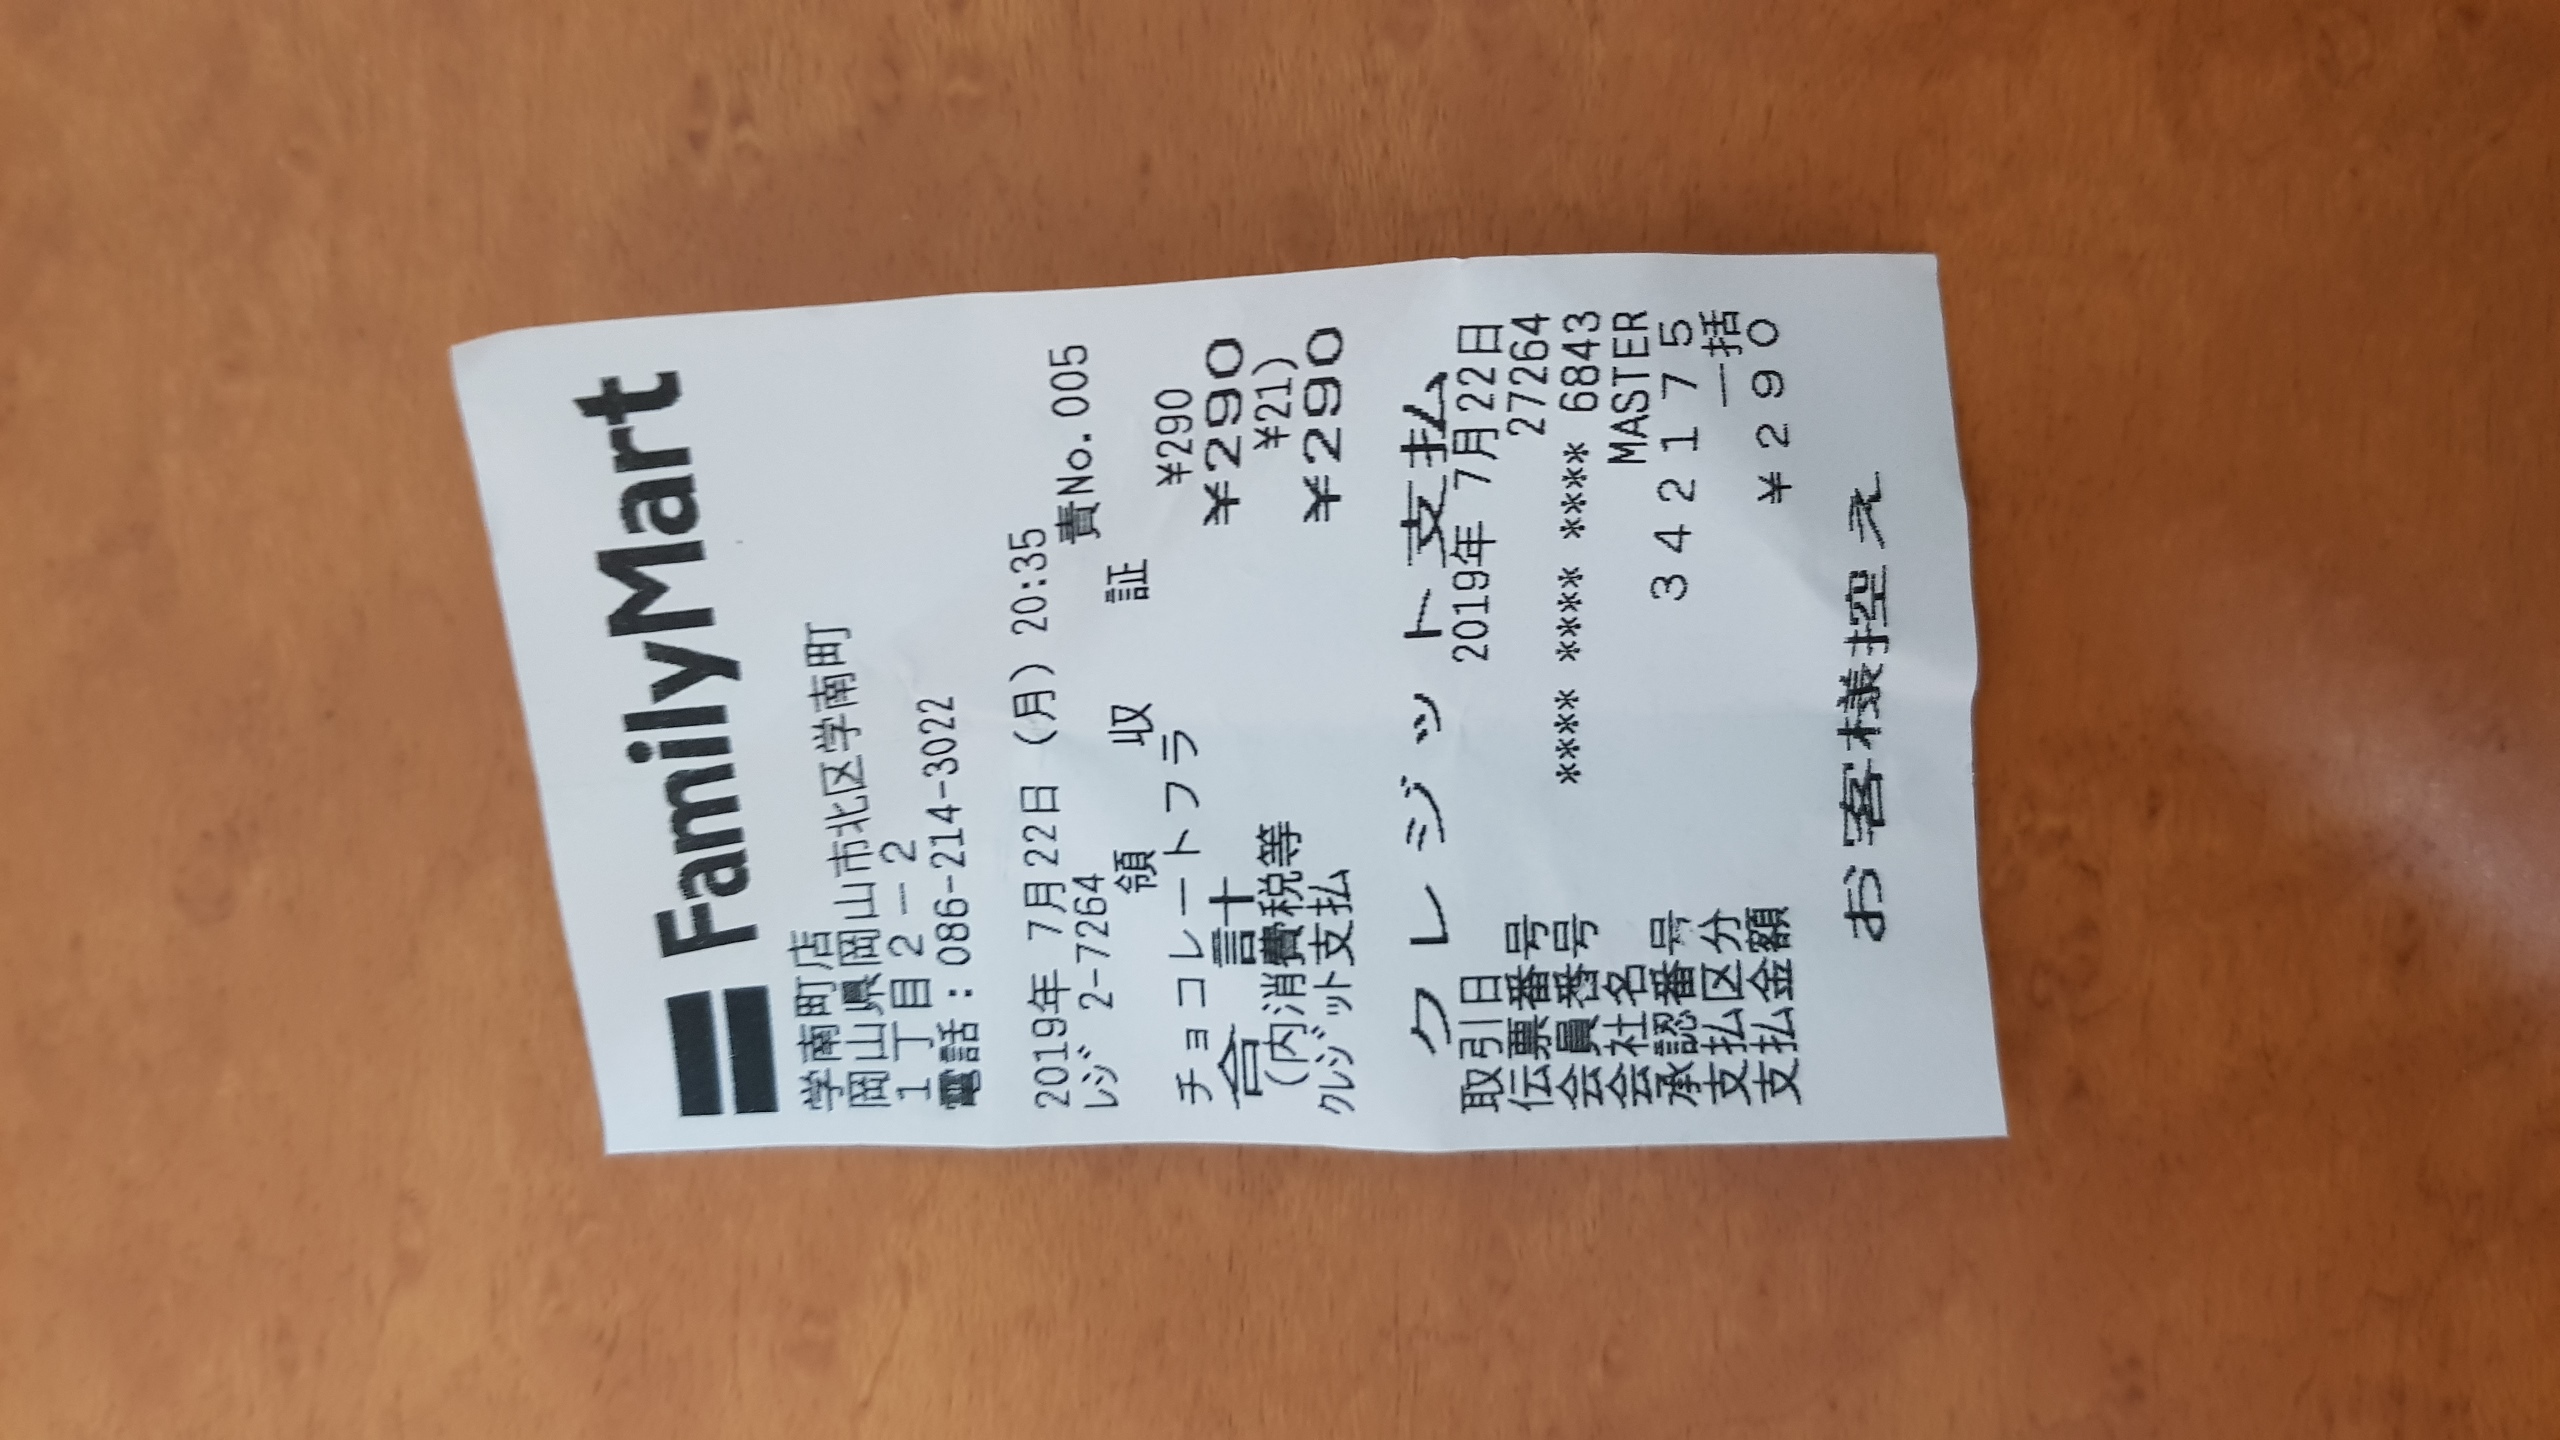 FamilyMart
学南町店
岡山県岡山市北区学南町
1丁目2-2
電話:086-214-3022
2019年 7月22日 (月) 20:35
ﾚｼﾞ 2-7264 責No.005
領 収 証
チョコレートフラ ¥290
合 計 ¥290
(内消費税等 ¥21)
ｸﾚｼﾞｯﾄ支払 ¥290
クレジット支払
取引日 2019年 7月22日
伝票番号 27264
会員番号 **** **** **** 6843
会社名 MASTER
承認番号 342175
支払区分 一括
支払金額 ¥290
お客様控え